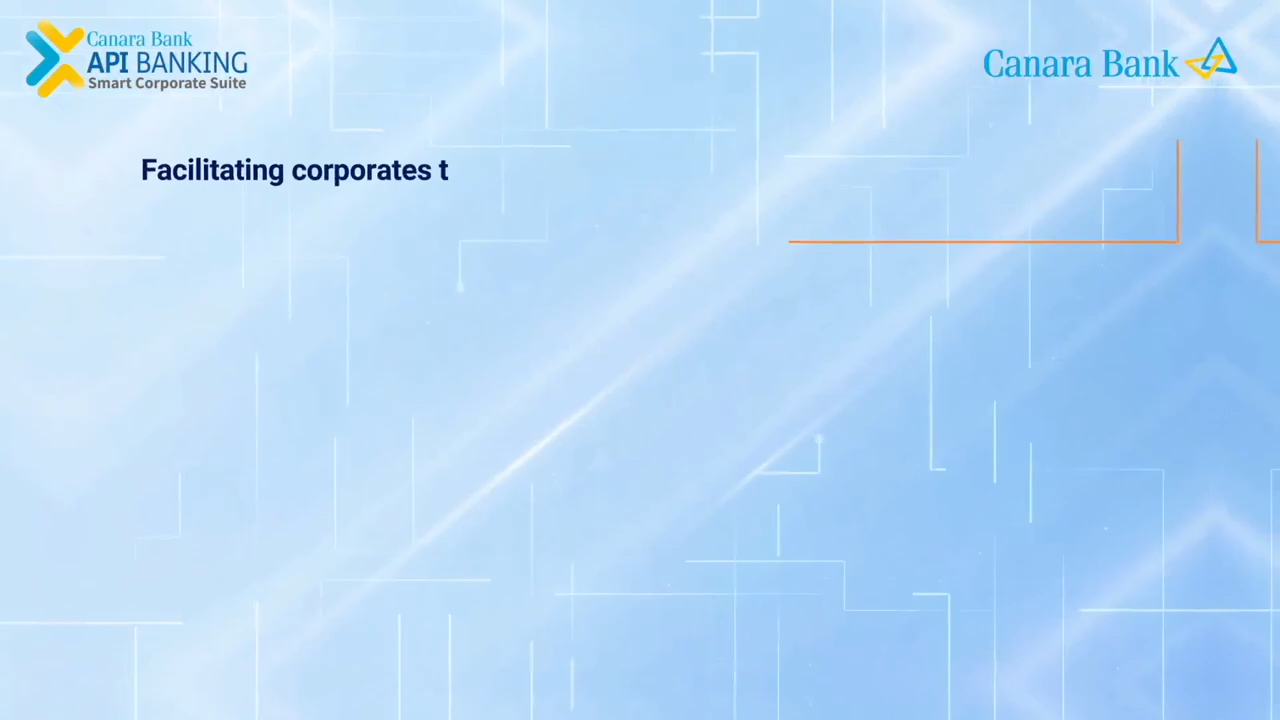 Canara Bank
API BANKING
Smart Corporate Suite
Canara Bank
Facilitating corporates t